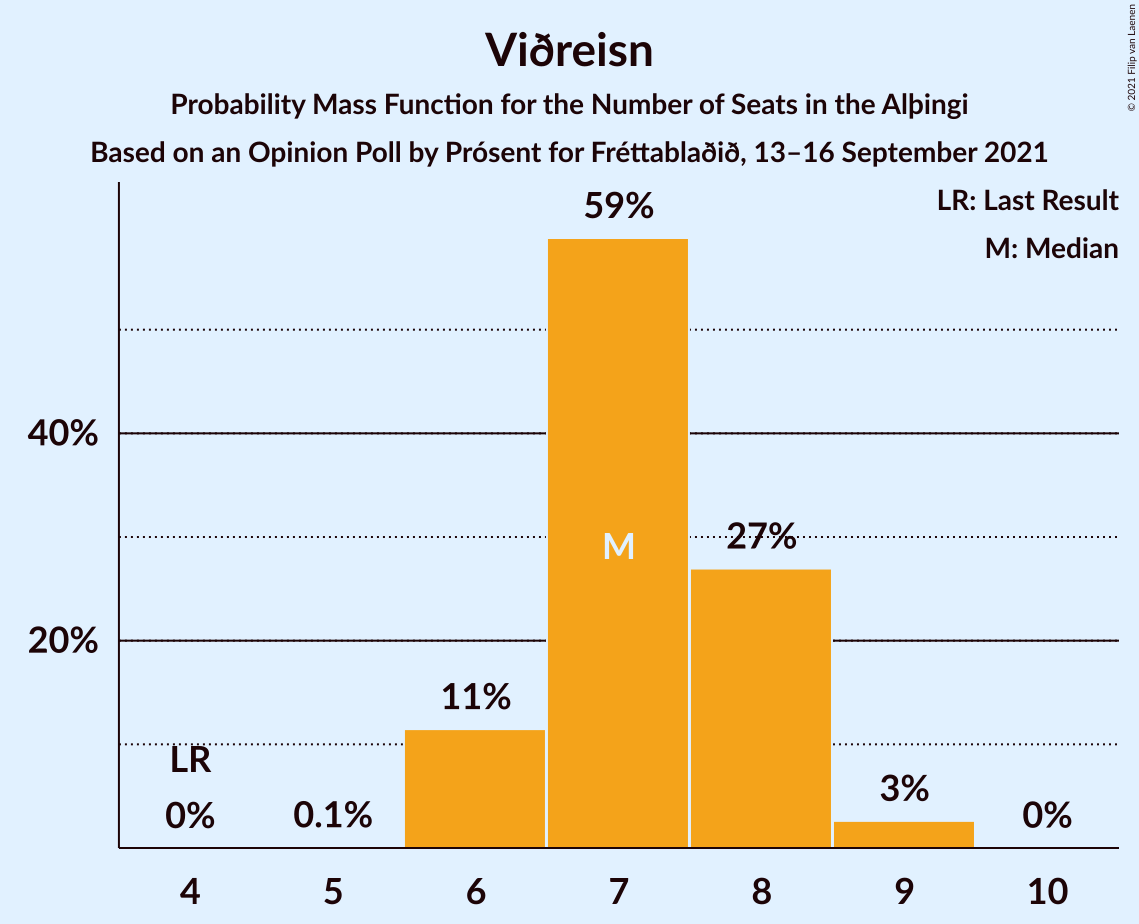 Viðreisn
Probability Mass Function for the Number of Seats in the Alþingi
Based on an Opinion Poll by Prósent for Fréttablaðið, 13–16 September 2021
© 2021 Filip van Laenen
LR: Last Result
M: Median
59%
40%
27%
M
20%
11%
LR
3%
0%
0.1%
0%
4 5 6 7 8 9 10